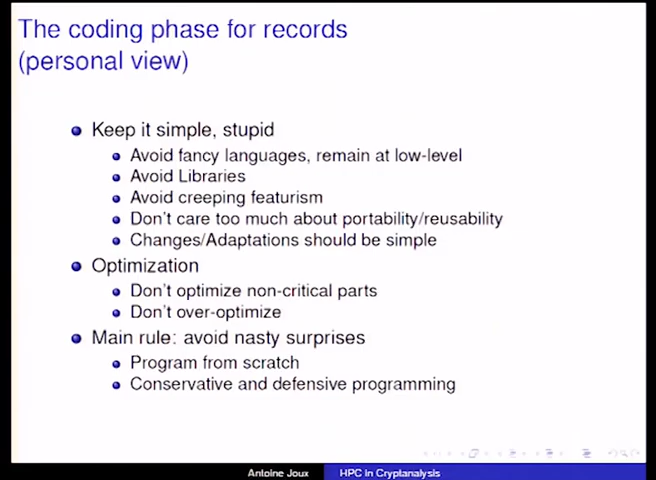 The coding phase for records
(personal view)
Keep it simple, stupid
Avoid fancy languages, remain at low-level
Avoid Libraries
Avoid creeping featurism
Don't care too much about portability/reusability
Changes/Adaptations should be simple
Optimization
Don't optimize non-critical parts
Don't over-optimize
Main rule: avoid nasty surprises
Program from scratch
Conservative and defensive programming
Antoine Joux HPC in Cryptanalysis